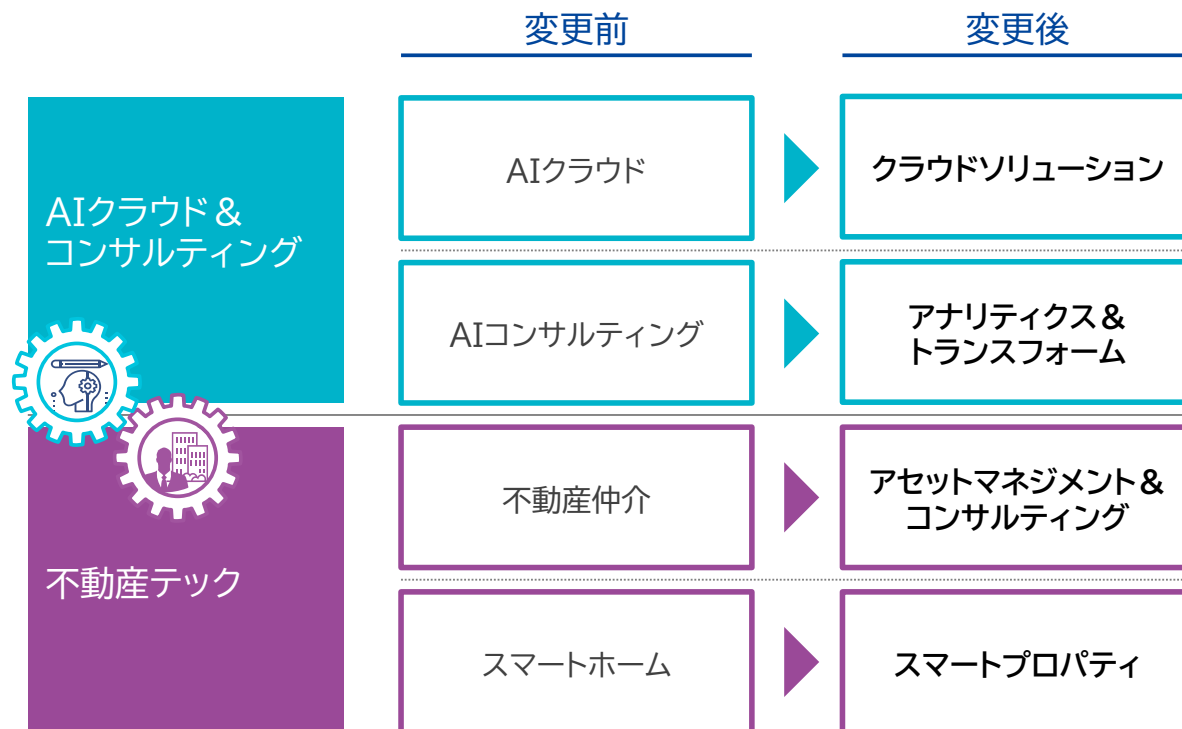 変更前
変更後
AIクラウド＆
コンサルティング
AIクラウド
クラウドソリューション
AIコンサルティング
アナリティクス＆
トランスフォーム
不動産テック
不動産仲介
アセットマネジメント＆
コンサルティング
スマートホーム
スマートプロパティ